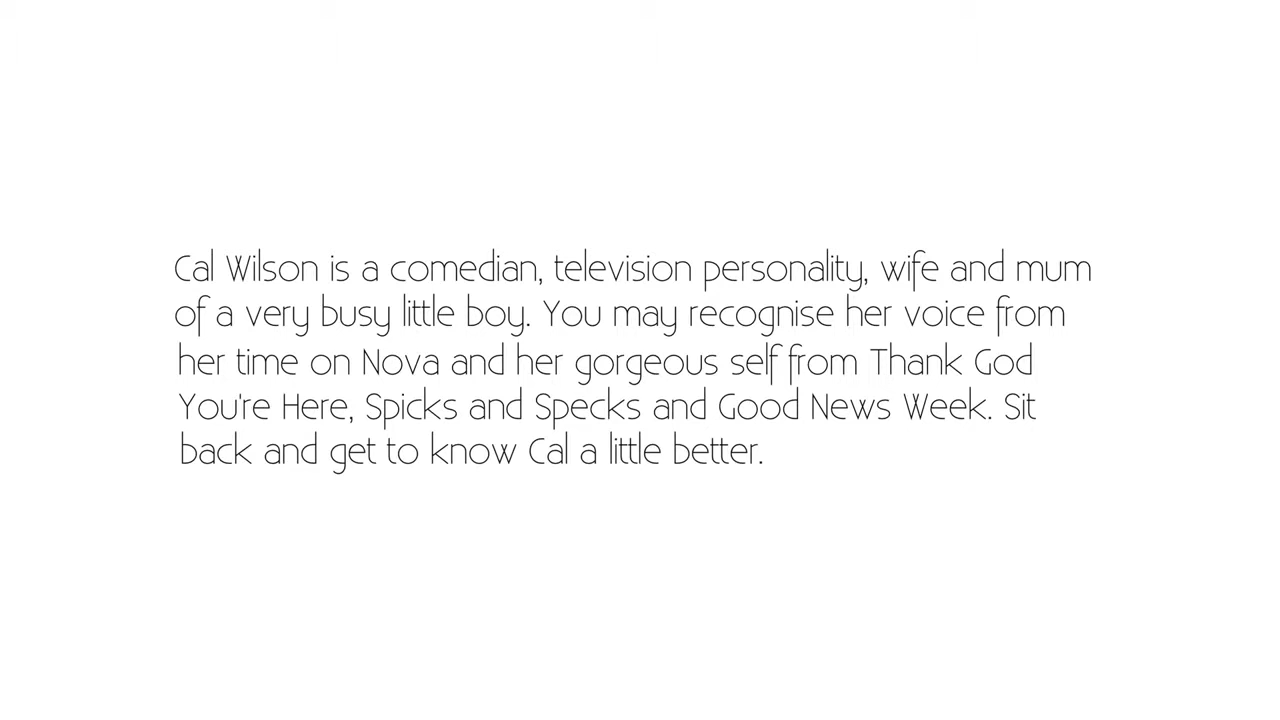 Cal Wilson is a comedian, television personality, wife and mum
of a very busy little boy. You may recognise her voice from
her time on Nova and her gorgeous self from Thank God
You're Here, Spicks and Specks and Good News Week. Sit
back and get to know Cal a little better.